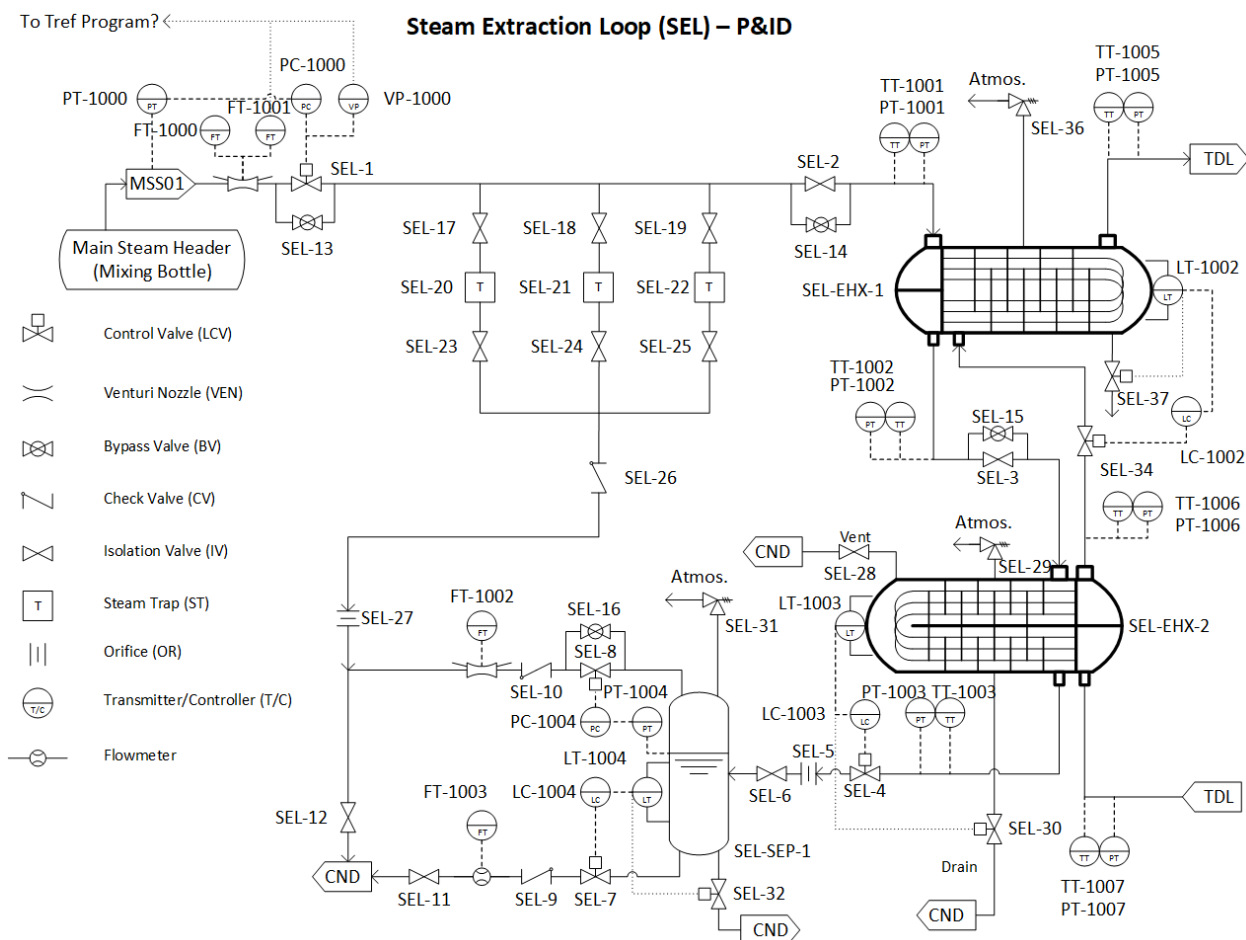 To Tref Program?
Steam Extraction Loop (SEL) – P&ID
PC-1000
PT-1000
PT
PC
VP
VP-1000
FT-1001
FT-1000
FT
FT
MSS01
SEL-1
SEL-13
Main Steam Header
(Mixing Bottle)
SEL-2
SEL-14
TT-1001
PT-1001
TT
PT
Atmos.
SEL-36
TT-1005
PT-1005
TT
PT
TDL
SEL-17
SEL-18
SEL-19
SEL-20
T
SEL-21
T
SEL-22
T
SEL-23
SEL-24
SEL-25
SEL-EHX-1
LT-1002
LT
SEL-37
LC
LC-1002
TT-1002
PT-1002
PT
TT
SEL-15
SEL-3
SEL-34
TT-1006
PT-1006
TT
PT
Control Valve (LCV)
Venturi Nozzle (VEN)
Bypass Valve (BV)
Check Valve (CV)
Isolation Valve (IV)
T
Steam Trap (ST)
Orifice (OR)
T/C
Transmitter/Controller (T/C)
Flowmeter
SEL-26
SEL-27
CND
Vent
SEL-28
Atmos.
SEL-29
LT-1003
LT
SEL-EHX-2
FT-1002
FT
SEL-16
SEL-8
SEL-10
Atmos.
SEL-31
PT-1004
PC-1004
PC
PT
LT-1004
LC-1004
LC
LT
LC-1003
LC
PT-1003
TT-1003
PT
TT
SEL-5
SEL-6
SEL-4
TDL
SEL-12
FT-1003
FT
SEL-SEP-1
SEL-30
Drain
CND
SEL-11
SEL-9
SEL-7
SEL-32
CND
CND
TT
PT
TT-1007
PT-1007